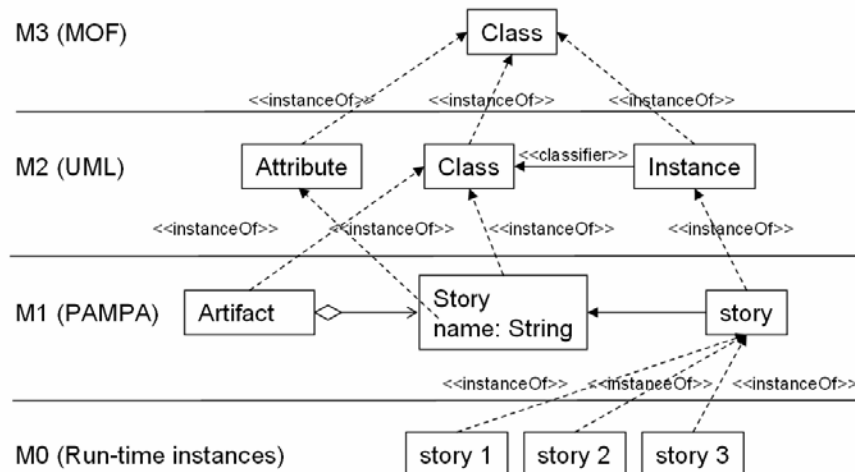 M3 (MOF)
Class
<<instanceOf>>
<<instanceOf>>
<<instanceOf>>
M2 (UML)
Attribute
Class
<<classifier>>
Instance
<<instanceOf>>
<<instanceOf>>
<<instanceOf>>
<<instanceOf>>
M1 (PAMPA)
Artifact
Story
name: String
story
<<instanceOf>>
<<instanceOf>>
<<instanceOf>>
M0 (Run-time instances)
story 1
story 2
story 3